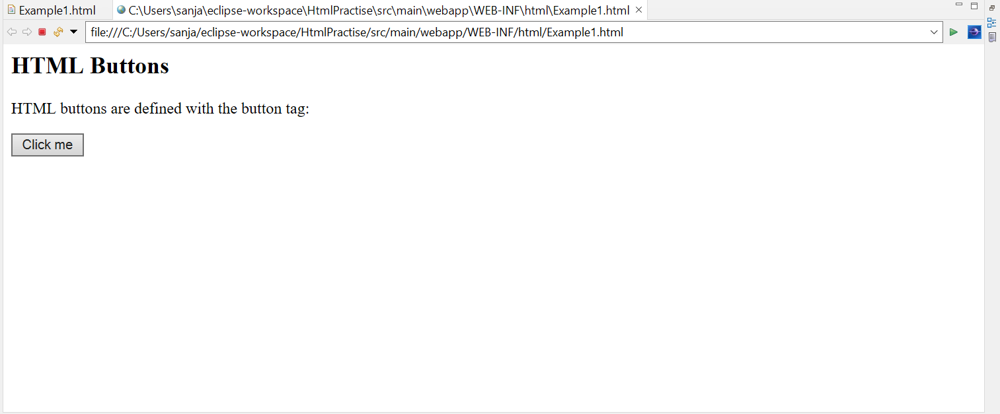 Example1.html
C:\Users\sanja\eclipse-workspace\HtmlPractise\src\main\webapp\WEB-INF\html\Example1.html
file:///C:/Users/sanja/eclipse-workspace/HtmlPractise/src/main/webapp/WEB-INF/html/Example1.html
HTML Buttons
HTML buttons are defined with the button tag:
Click me